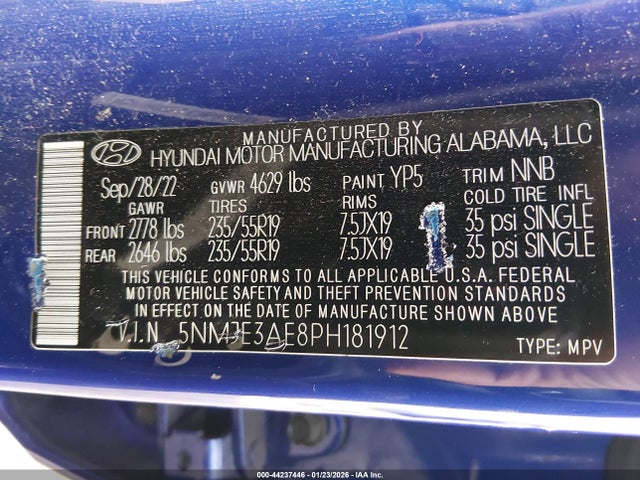 MANUFACTURED BY
HYUNDAI MOTOR MANUFACTURING ALABAMA, LLC
Sep/28/22 GVWR 4629 lbs PAINT YP5 TRIM NNB
GAWR TIRES RIMS COLD TIRE INFL
FRONT 2778 lbs 235/55R19 7.5JX19 35 psi SINGLE
REAR 2646 lbs 235/55R19 7.5JX19 35 psi SINGLE
THIS VEHICLE CONFORMS TO ALL APPLICABLE U.S.A. FEDERAL
MOTOR VEHICLE SAFETY AND THEFT PREVENTION STANDARDS
IN EFFECT ON THE DATE OF MANUFACTURE SHOWN ABOVE.
V.I.N. 5NMJE3AE8PH181912 TYPE: MPV
000-44237446 - 01/23/2026 - IAA Inc.